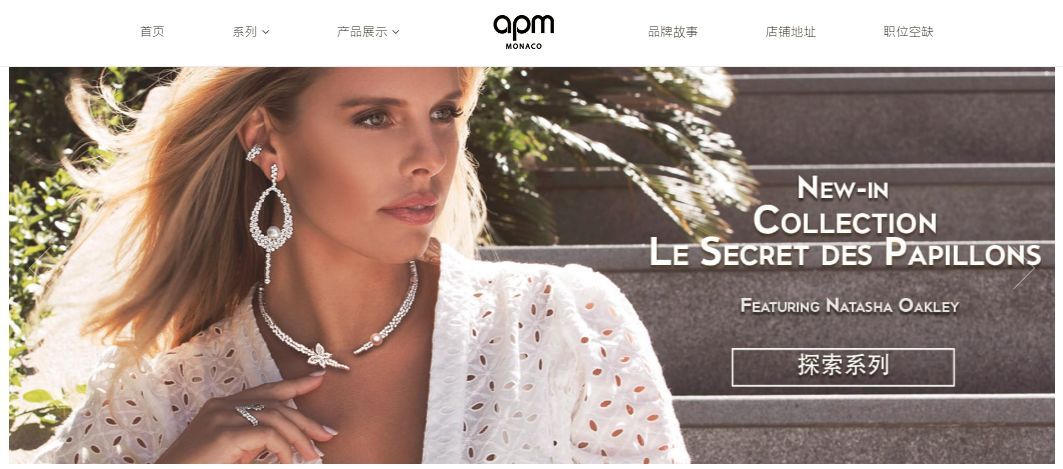 首页
系列
产品展示
apm
MONACO
品牌故事
店铺地址
职位空缺
New-in
Collection
Le Secret des Papillons
Featuring Natasha Oakley
探索系列